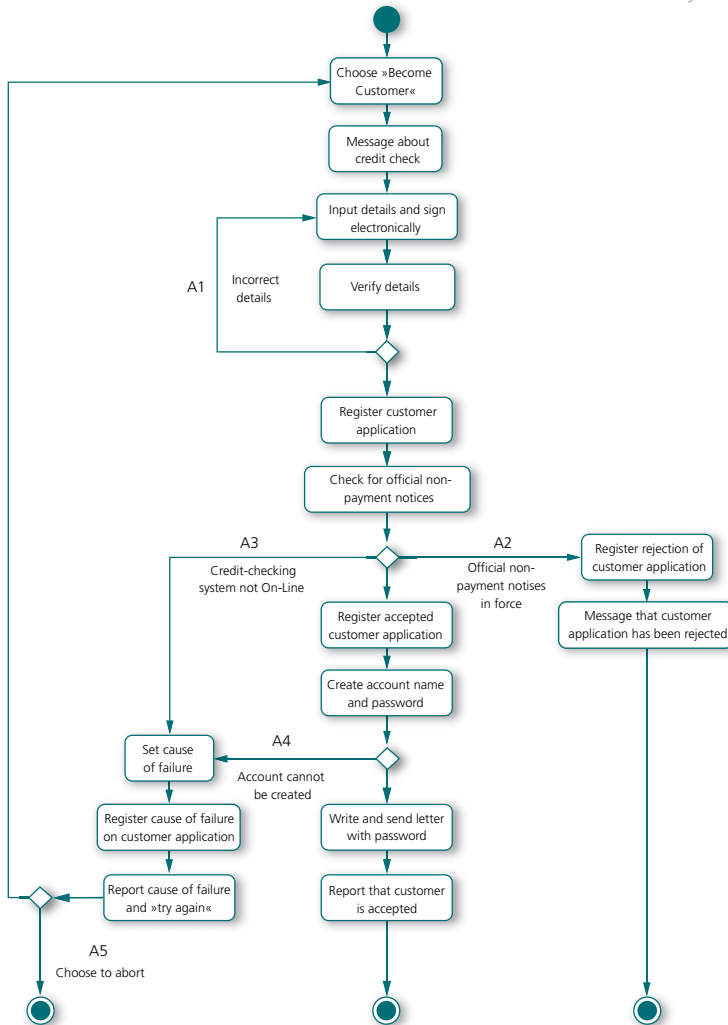 Choose »Become
Customer«
Message about
credit check
Input details and sign
electronically
A1
Incorrect
details
Verify details
Register customer
application
Check for official non-
payment notices
A3
Credit-checking
system not On-Line
A2
Official non-
payment notises
in force
Register rejection of
customer application
Message that customer
application has been rejected
Register accepted
customer application
Create account name
and password
A4
Account cannot
be created
Set cause
of failure
Register cause of failure
on customer application
Write and send letter
with password
Report cause of failure
and »try again«
Report that customer
is accepted
A5
Choose to abort